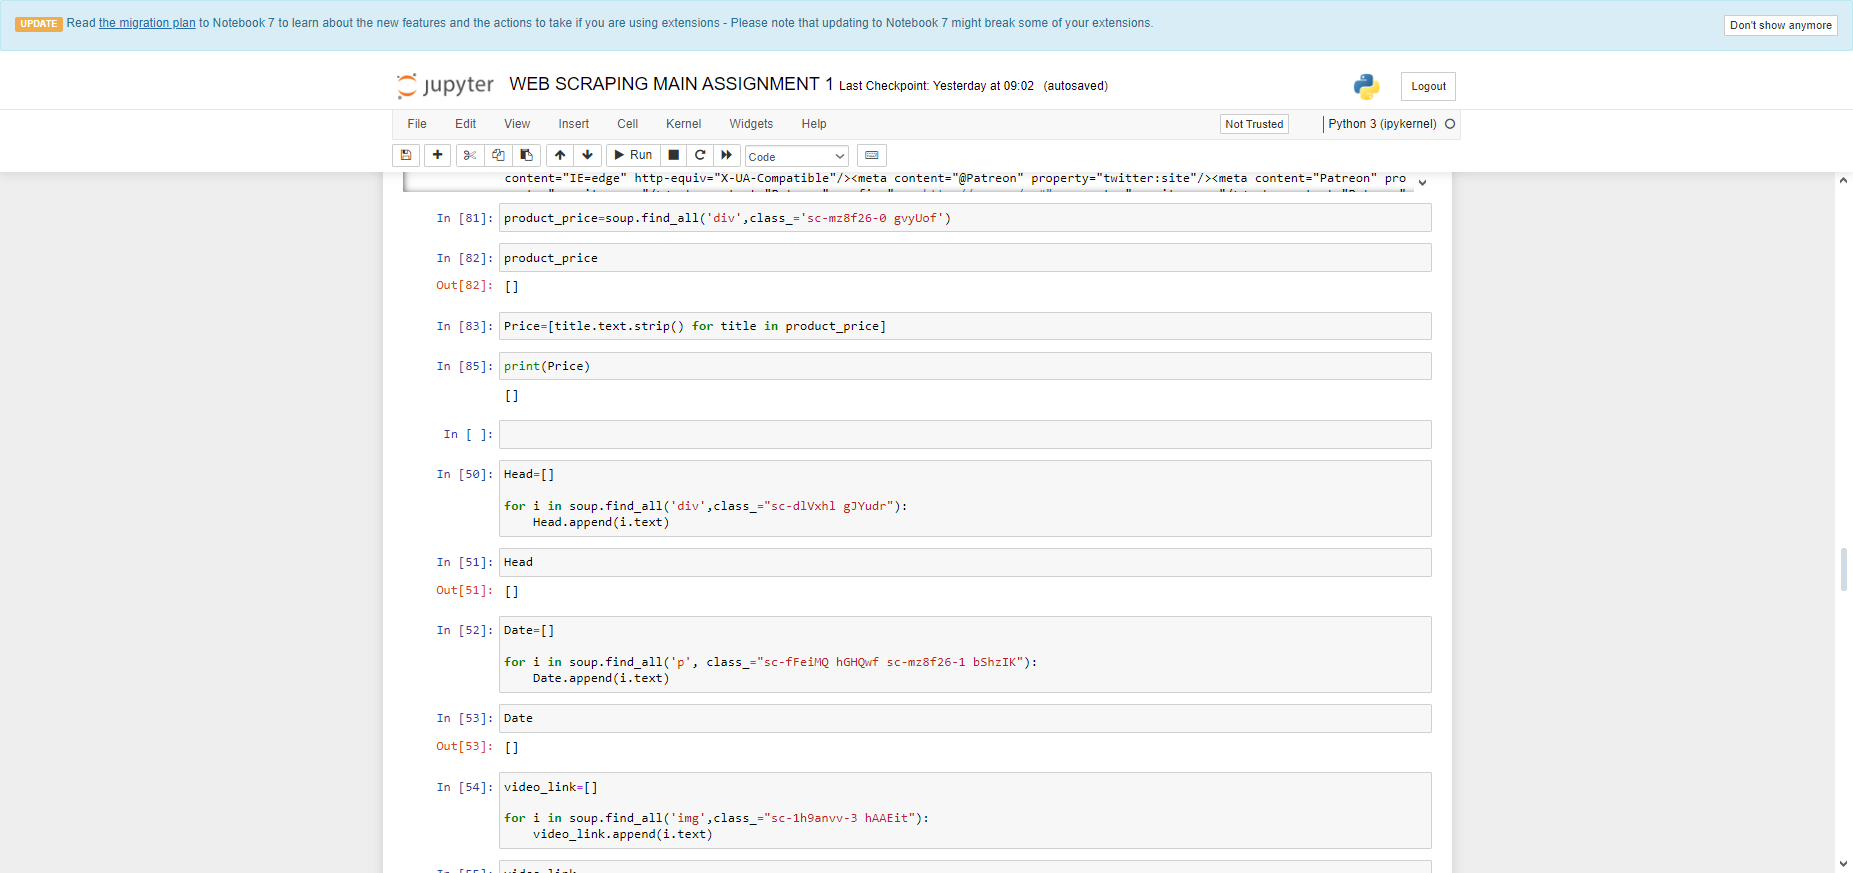 UPDATE Read the migration plan to Notebook 7 to learn about the new features and the actions to take if you are using extensions - Please note that updating to Notebook 7 might break some of your extensions.
Don't show anymore
jupyter WEB SCRAPING MAIN ASSIGNMENT 1 Last Checkpoint: Yesterday at 09:02 (autosaved)
Logout
File Edit View Insert Cell Kernel Widgets Help
Not Trusted
Python 3 (ipykernel)
Run
Code
content="IE=edge" http-equiv="X-UA-Compatible"/><meta content="@Patreon" property="twitter:site"/><meta content="Patreon" pro
In [81]: product_price=soup.find_all('div',class_='sc-mz8f26-0 gvyUof')
In [82]: product_price
Out[82]: []
In [83]: Price=[title.text.strip() for title in product_price]
In [85]: print(Price)
[]
In [ ]:
In [50]: Head=[]
for i in soup.find_all('div',class_="sc-dlVxhl gJYudr"):
    Head.append(i.text)
In [51]: Head
Out[51]: []
In [52]: Date=[]
for i in soup.find_all('p', class_="sc-fFeiMQ hGHQwf sc-mz8f26-1 bShzIK"):
    Date.append(i.text)
In [53]: Date
Out[53]: []
In [54]: video_link=[]
for i in soup.find_all('img',class_="sc-1h9anvv-3 hAAEit"):
    video_link.append(i.text)
In [55]: video_link